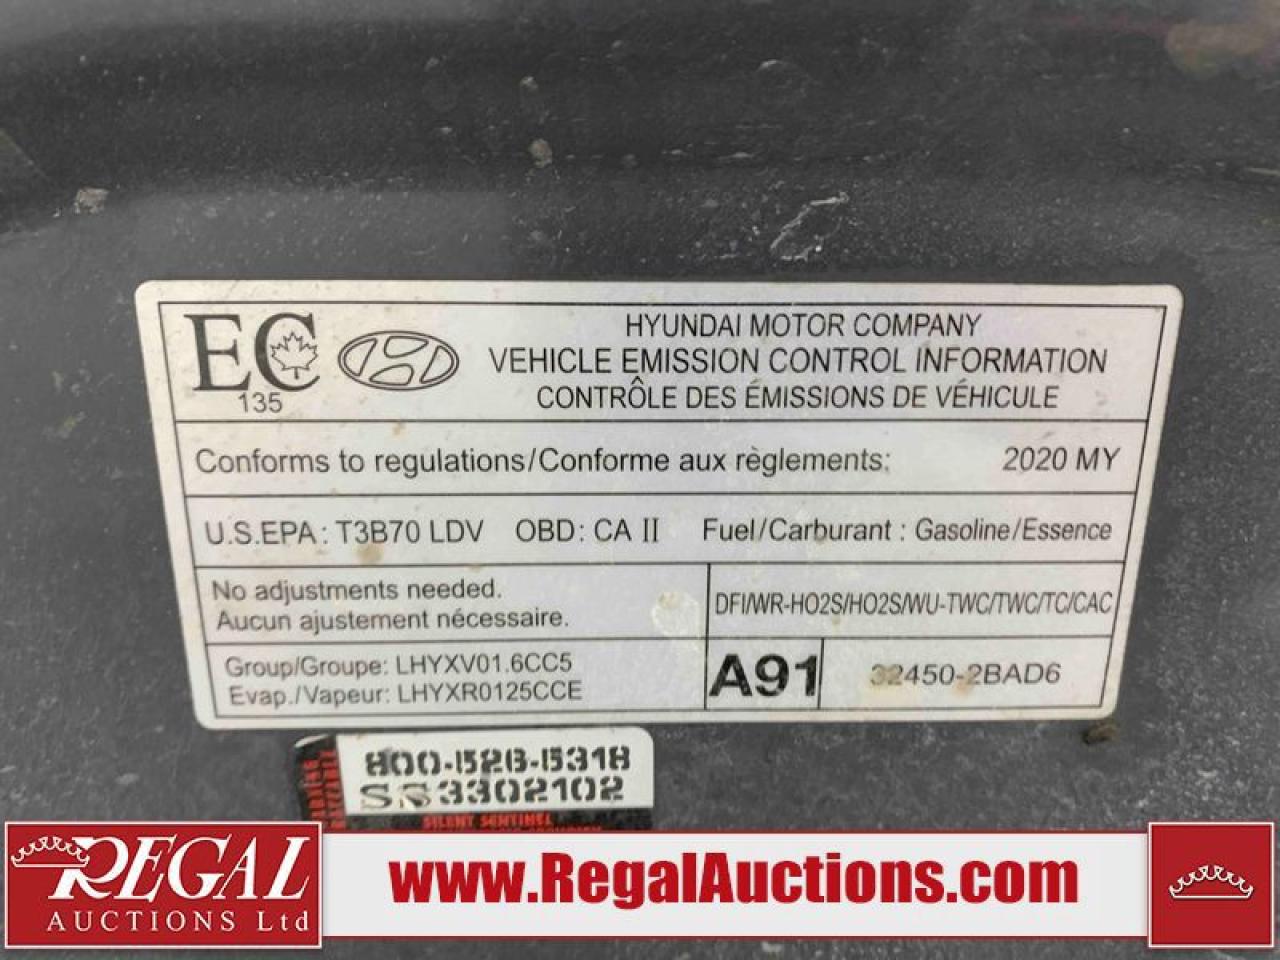 EC
135
HYUNDAI MOTOR COMPANY
VEHICLE EMISSION CONTROL INFORMATION
CONTRÔLE DES ÉMISSIONS DE VÉHICULE
Conforms to regulations/Conforme aux règlements: 2020 MY
U.S.EPA : T3B70 LDV OBD: CA II Fuel/Carburant : Gasoline/Essence
No adjustments needed.
Aucun ajustement nécessaire.
DFI/WR-HO2S/HO2S/WU-TWC/TWC/TC/CAC
Group/Groupe: LHYXV01.6CC5
Evap./Vapeur: LHYXR0125CCE
A91
32450-2BAD6
800-526-5318
SS3302102
SILENT SENTINEL
REGAL
AUCTIONS Ltd
www.RegalAuctions.com